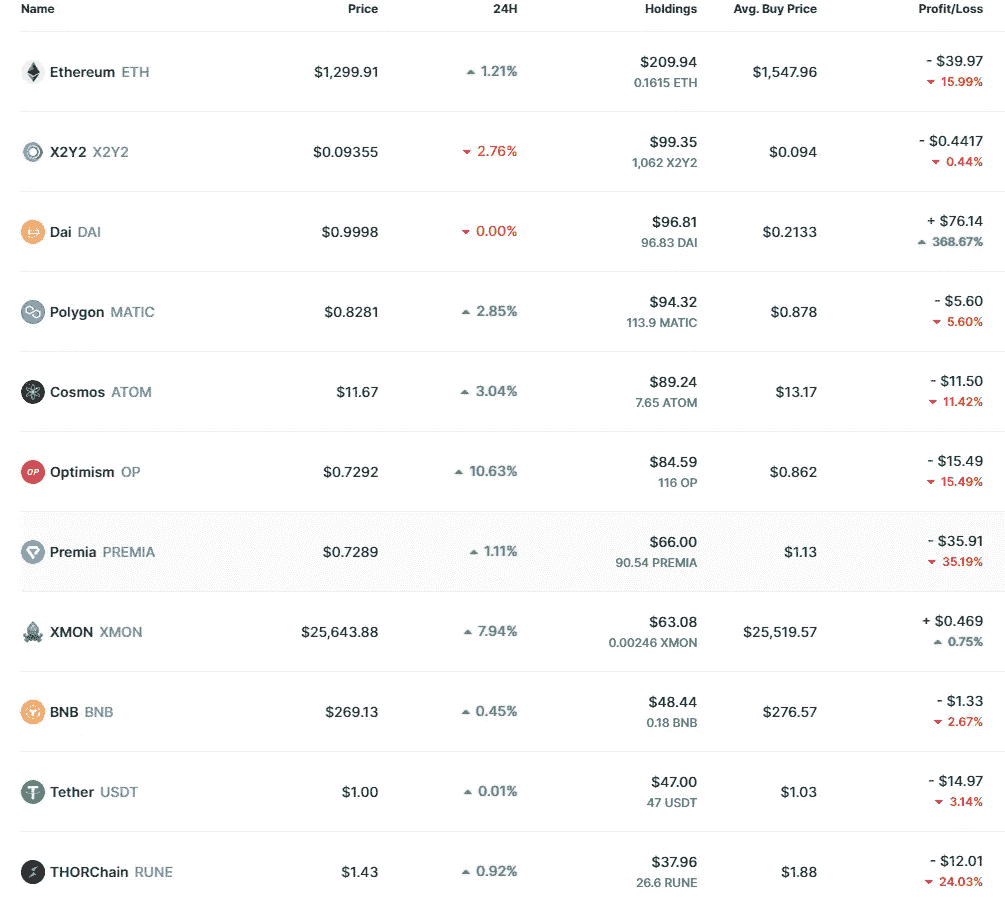 Name Price 24H Holdings Avg. Buy Price Profit/Loss
Ethereum ETH $1,299.91 1.21% $209.94 $1,547.96 - $39.97
0.1615 ETH 15.99%
X2Y2 X2Y2 $0.09355 2.76% $99.35 $0.094 - $0.4417
1,062 X2Y2 0.44%
Dai DAI $0.9998 0.00% $96.81 $0.2133 + $76.14
96.83 DAI 368.67%
Polygon MATIC $0.8281 2.85% $94.32 $0.878 - $5.60
113.9 MATIC 5.60%
Cosmos ATOM $11.67 3.04% $89.24 $13.17 - $11.50
7.65 ATOM 11.42%
OP Optimism OP $0.7292 10.63% $84.59 $0.862 - $15.49
116 OP 15.49%
Premia PREMIA $0.7289 1.11% $66.00 $1.13 - $35.91
90.54 PREMIA 35.19%
XMON XMON $25,643.88 7.94% $63.08 $25,519.57 + $0.469
0.00246 XMON 0.75%
BNB BNB $269.13 0.45% $48.44 $276.57 - $1.33
0.18 BNB 2.67%
Tether USDT $1.00 0.01% $47.00 $1.03 - $14.97
47 USDT 3.14%
THORChain RUNE $1.43 0.92% $37.96 $1.88 - $12.01
26.6 RUNE 24.03%